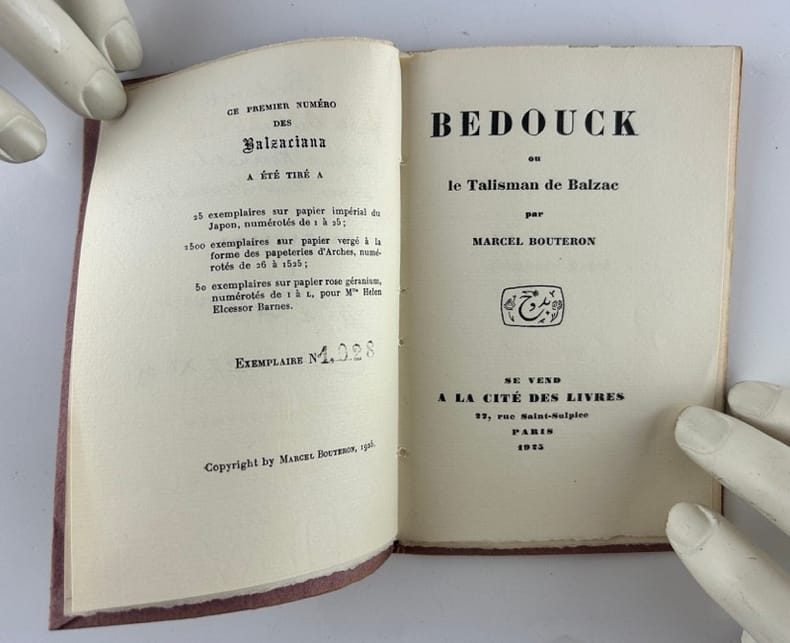 CE PREMIER NUMÉRO
DES
Balzaciana
A ÉTÉ TIRÉ A
25 exemplaires sur papier impérial du
Japon, numérotés de 1 à 25 ;
1500 exemplaires sur papier vergé à la
forme des papeteries d'Arches, numé-
rotés de 26 à 1525 ;
50 exemplaires sur papier rose géranium,
numérotés de I à L, pour Mme Helen
Elcessor Barnes.
EXEMPLAIRE N 1.028
Copyright by MARCEL BOUTERON, 1925.
BEDOUCK
ou
le Talisman de Balzac
par
MARCEL BOUTERON
بدوح
SE VEND
A LA CITÉ DES LIVRES
27, rue Saint-Sulpice
PARIS
1925